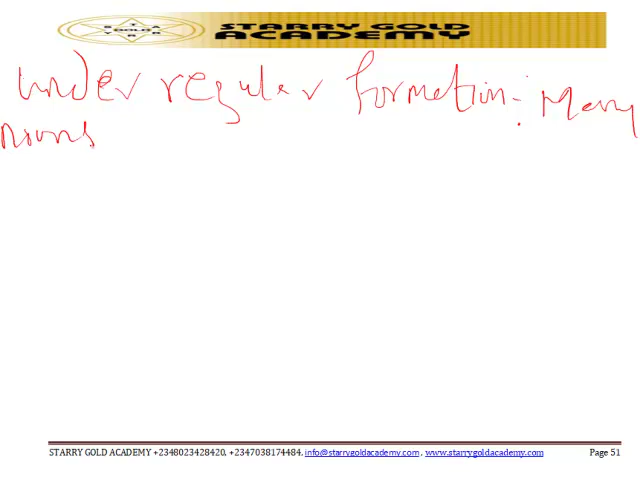 STARRY GOLD
ACADEMY
Under regular formation: Many
nouns
STARRY GOLD ACADEMY +2348023428420, +2347038174484, info@starrygoldacademy.com, www.starrygoldacademy.com Page 51